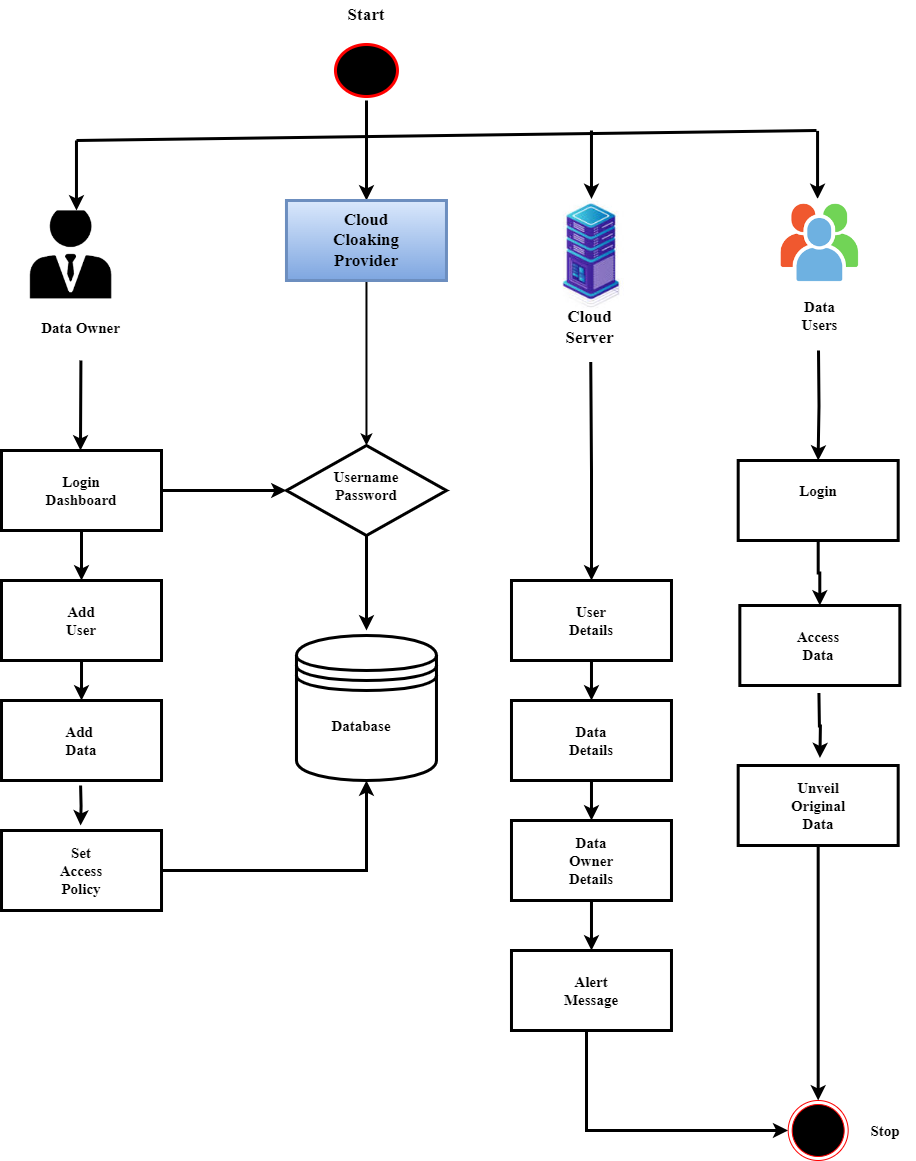 Start
Cloud
Cloaking
Provider
Data Owner
Cloud
Server
Data
Users
Login
Dashboard
Username
Password
Login
Add
User
User
Details
Access
Data
Add
Data
Database
Data
Details
Unveil
Original
Data
Set
Access
Policy
Data
Owner
Details
Alert
Message
Stop